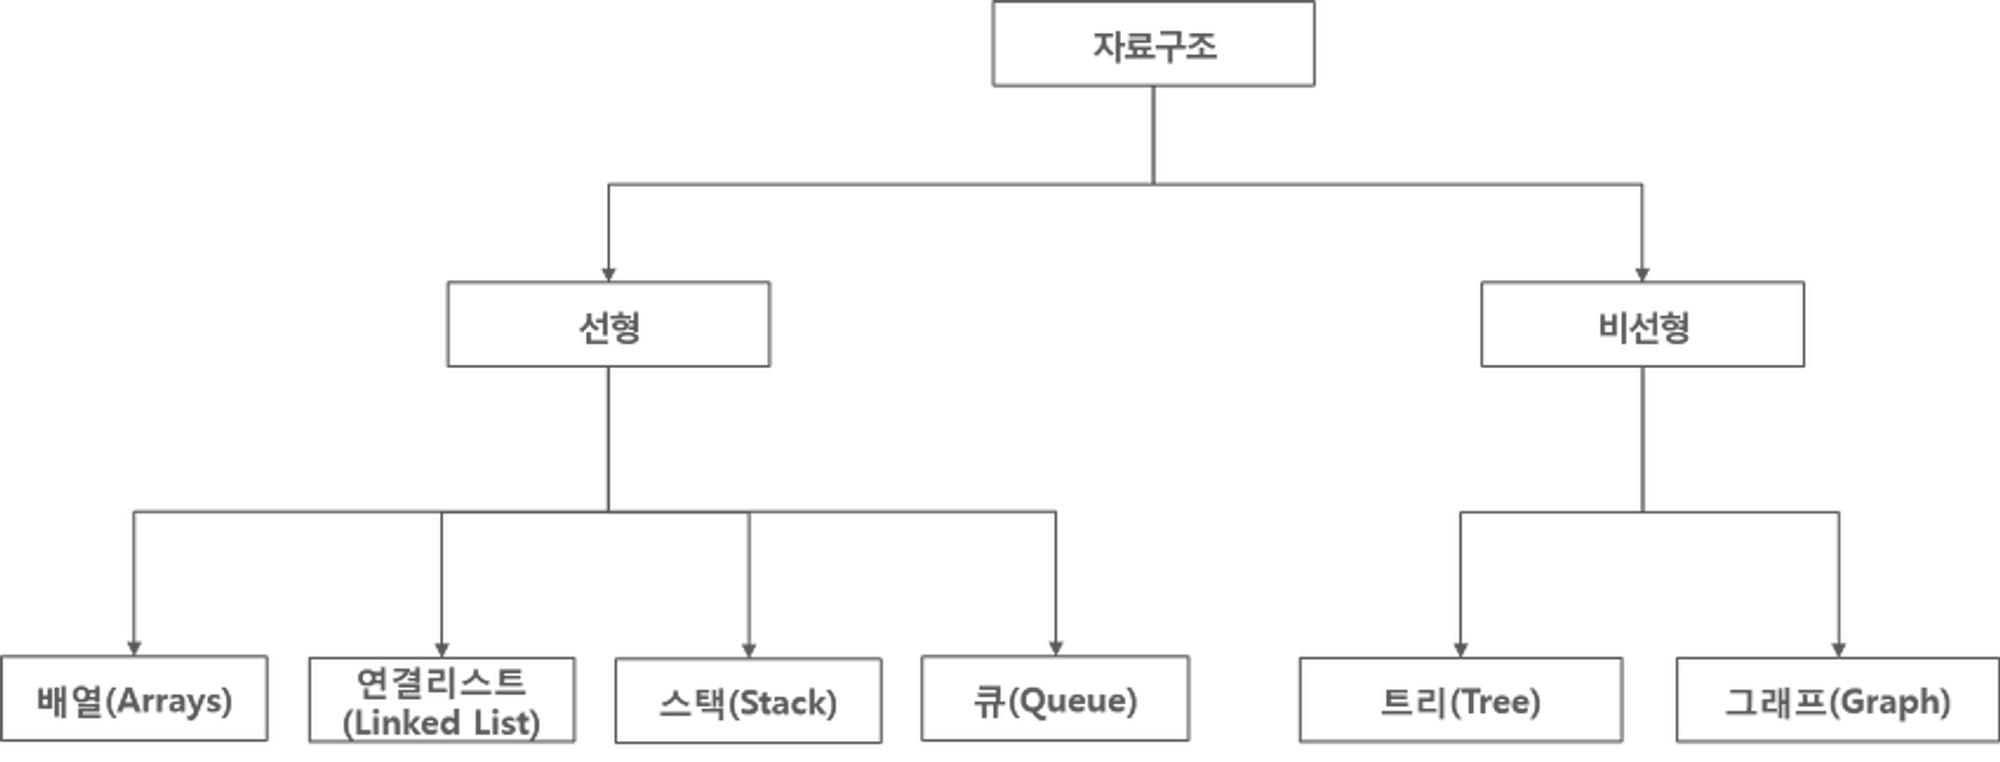 자료구조
선형
비선형
배열(Arrays)
연결리스트
(Linked List)
스택(Stack)
큐(Queue)
트리(Tree)
그래프(Graph)